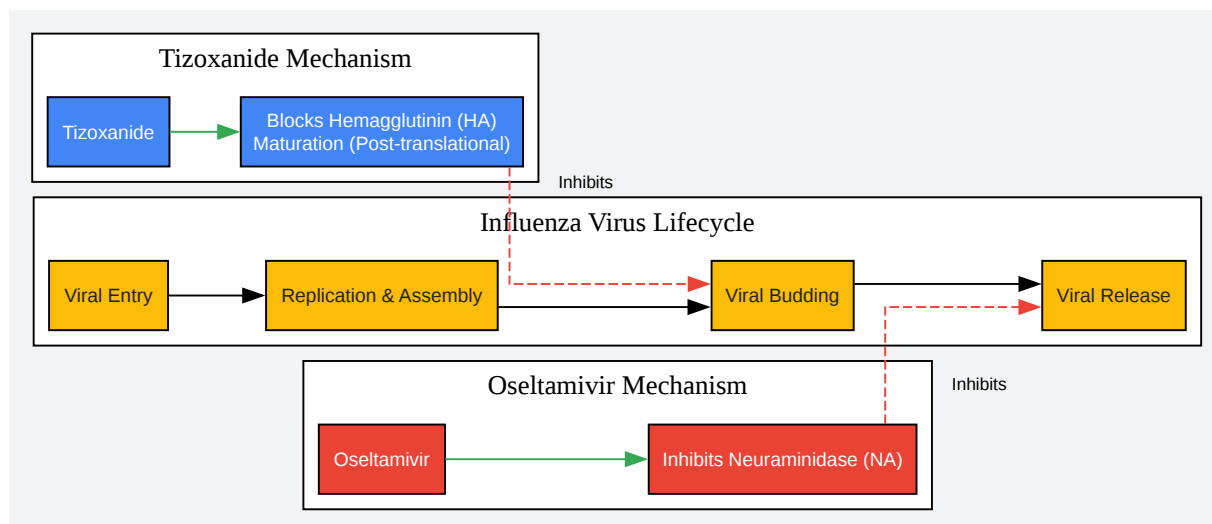 Tizoxanide Mechanism
Tizoxanide
Blocks Hemagglutinin (HA)
Maturation (Post-translational)
Inhibits
Influenza Virus Lifecycle
Viral Entry
Replication & Assembly
Viral Budding
Viral Release
Oseltamivir Mechanism
Inhibits
Oseltamivir
Inhibits Neuraminidase (NA)